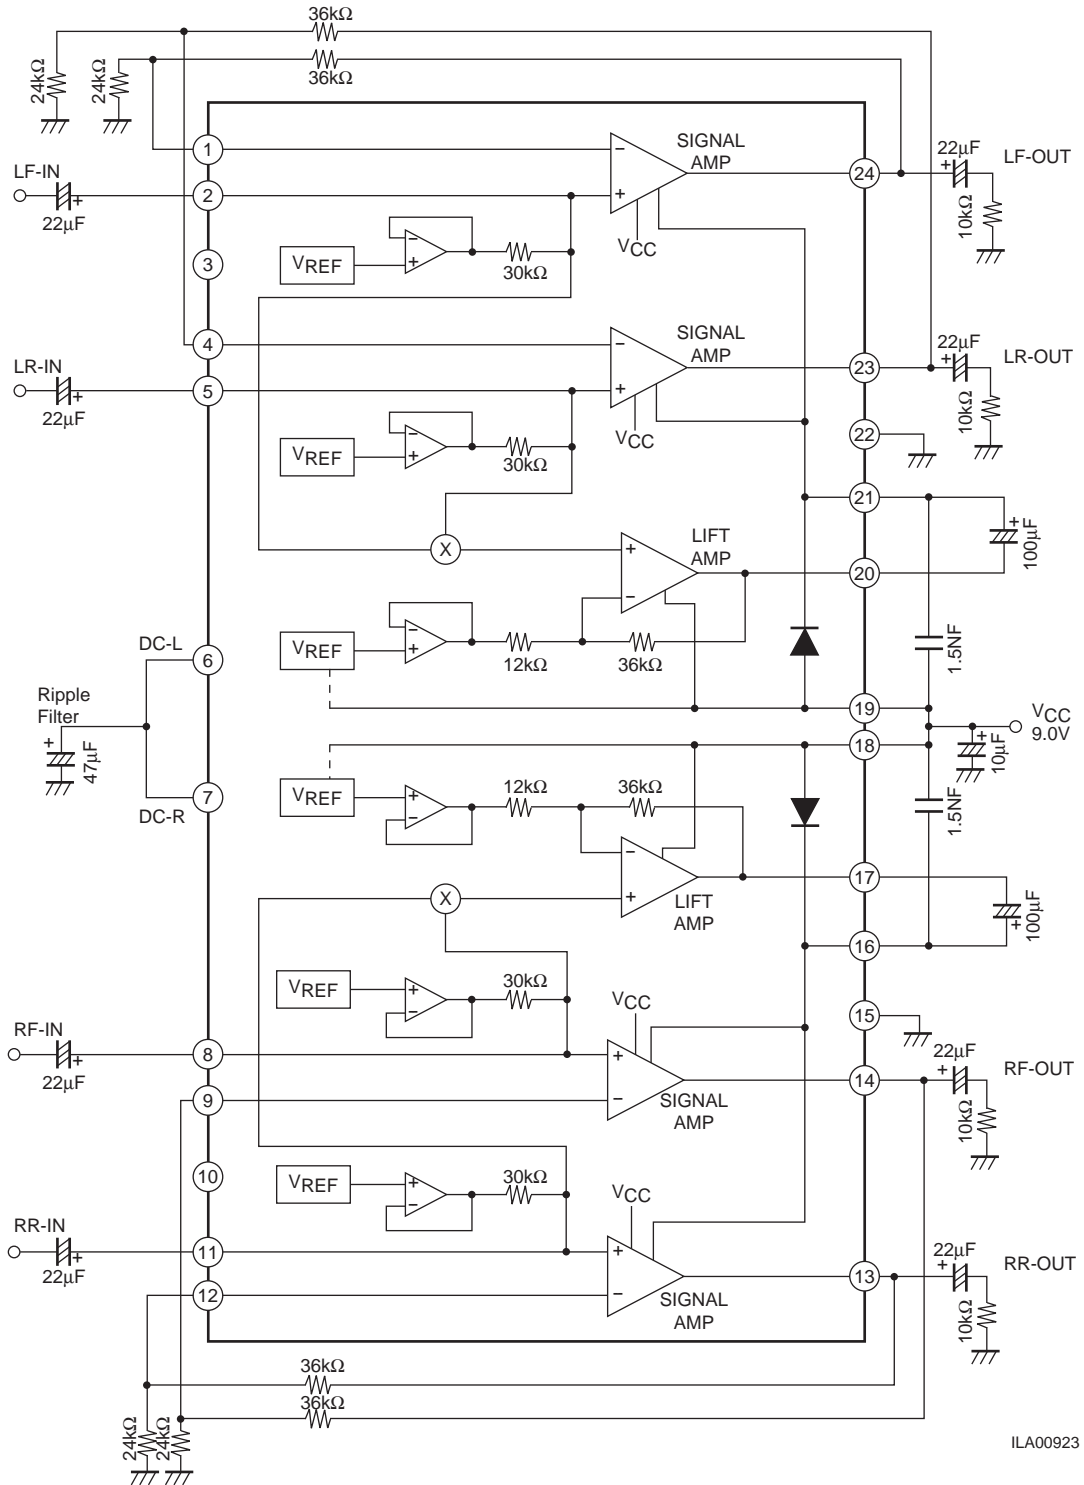 36kΩ
24kΩ
24kΩ
36kΩ
1
SIGNAL
AMP
LF-IN
22μF
2
24
22μF
LF-OUT
10kΩ
VCC
VREF
30kΩ
3
4
SIGNAL
AMP
LR-IN
22μF
5
23
22μF
LR-OUT
10kΩ
VCC
22
VREF
30kΩ
21
X
LIFT
AMP
20
100μF
DC-L
6
VREF
12kΩ
36kΩ
1.5NF
Ripple
Filter
47μF
19
VCC
9.0V
18
10μF
7
DC-R
VREF
12kΩ
36kΩ
1.5NF
17
X
LIFT
AMP
100μF
16
VREF
30kΩ
VCC
15
RF-IN
22μF
8
14
22μF
RF-OUT
10kΩ
9
SIGNAL
AMP
10
VREF
30kΩ
VCC
RR-IN
22μF
11
13
22μF
RR-OUT
10kΩ
12
SIGNAL
AMP
36kΩ
36kΩ
24kΩ
24kΩ
ILA00923